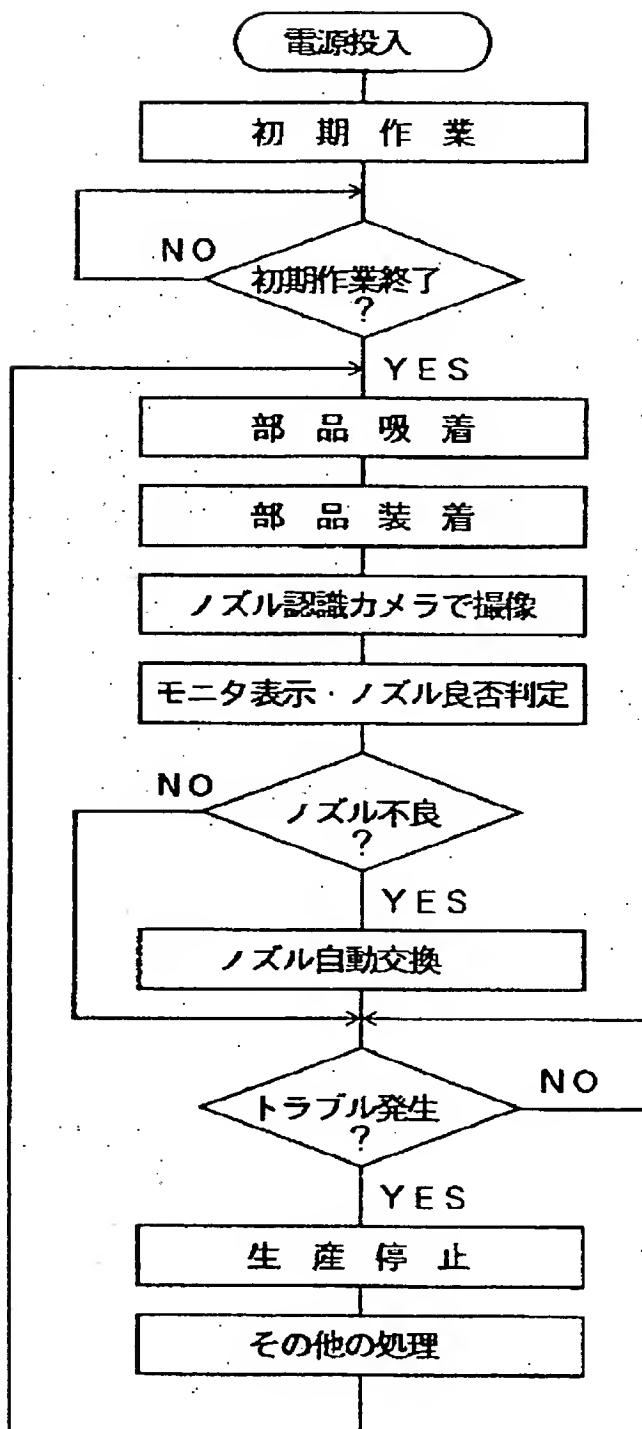 電源投入
初期作業
NO
初期作業終了
?
YES
部品吸着
部品装着
ノズル認識カメラで撮像
モニタ表示・ノズル良否判定
NO
ノズル不良
?
YES
ノズル自動交換
トラブル発生
?
NO
YES
生産停止
その他の処理